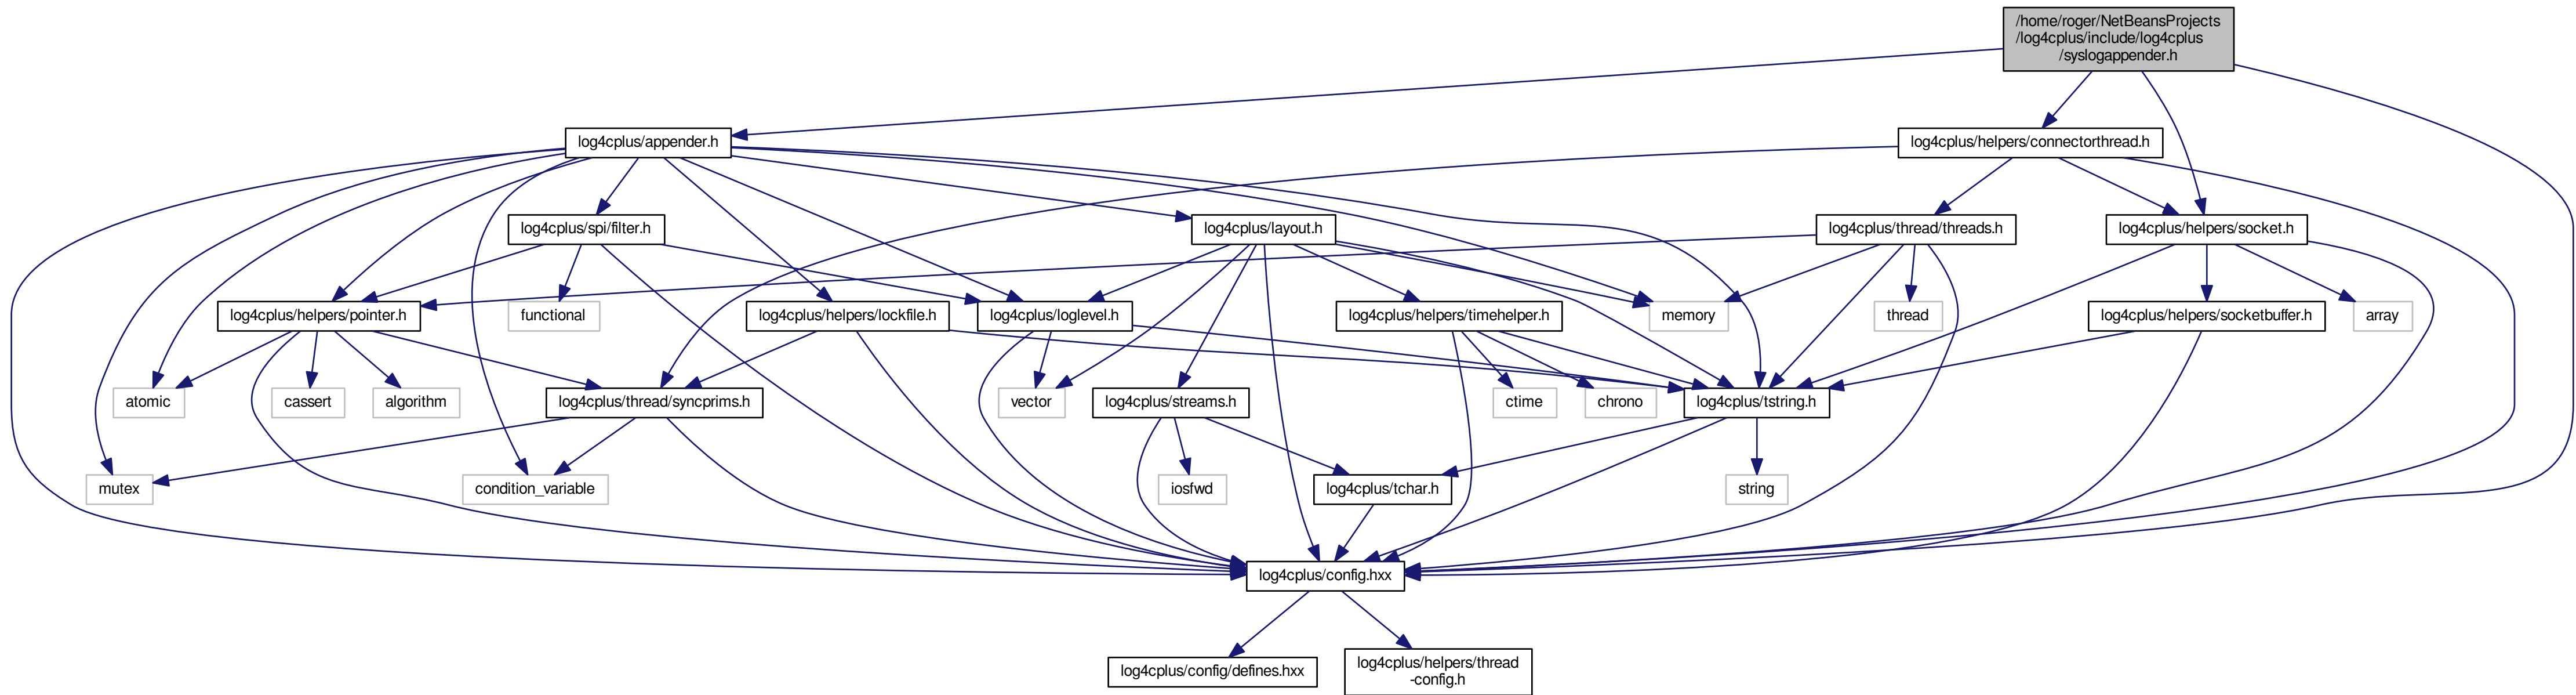 /home/roger/NetBeansProjects
/log4cplus/include/log4cplus
/syslogappender.h
log4cplus/appender.h
log4cplus/helpers/connectorthread.h
log4cplus/spi/filter.h
log4cplus/layout.h
log4cplus/thread/threads.h
log4cplus/helpers/socket.h
log4cplus/helpers/pointer.h
functional
log4cplus/helpers/lockfile.h
log4cplus/loglevel.h
log4cplus/helpers/timehelper.h
memory
thread
log4cplus/helpers/socketbuffer.h
array
atomic
cassert
algorithm
log4cplus/thread/syncprims.h
vector
log4cplus/streams.h
ctime
chrono
log4cplus/tstring.h
mutex
condition_variable
iosfwd
log4cplus/tchar.h
string
log4cplus/config.hxx
log4cplus/config/defines.hxx
log4cplus/helpers/thread
-config.h